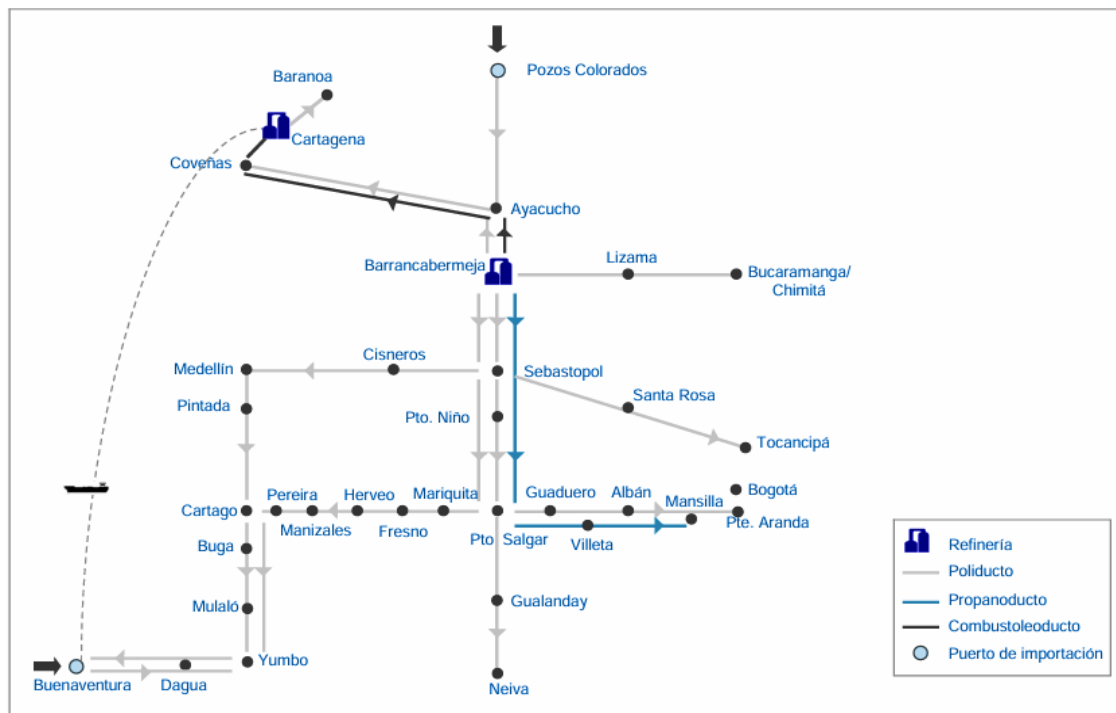 Pozos Colorados
Baranoa
Cartagena
Coveñas
Ayacucho
Barrancabermeja
Lizama
Bucaramanga/
Chimitá
Medellín
Cisneros
Sebastopol
Pintada
Pto. Niño
Santa Rosa
Tocancipá
Bogotá
Cartago
Pereira
Manizales
Herveo
Fresno
Mariquita
Pto Salgar
Guaduero
Albán
Mansilla
Villeta
Pte. Aranda
Buga
Mulaló
Gualanday
Yumbo
Buenaventura
Dagua
Neiva
Refinería
Poliducto
Propanoducto
Combustoleoducto
Puerto de importación